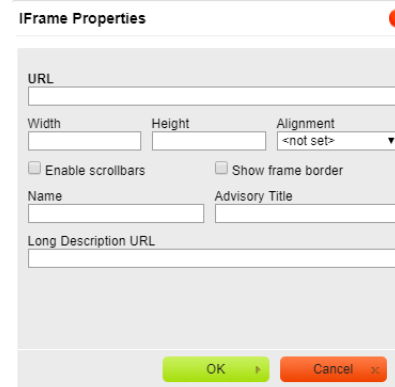 IFrame Properties
URL
Width Height Alignment
<not set>
Enable scrollbars Show frame border
Name Advisory Title
Long Description URL
OK Cancel